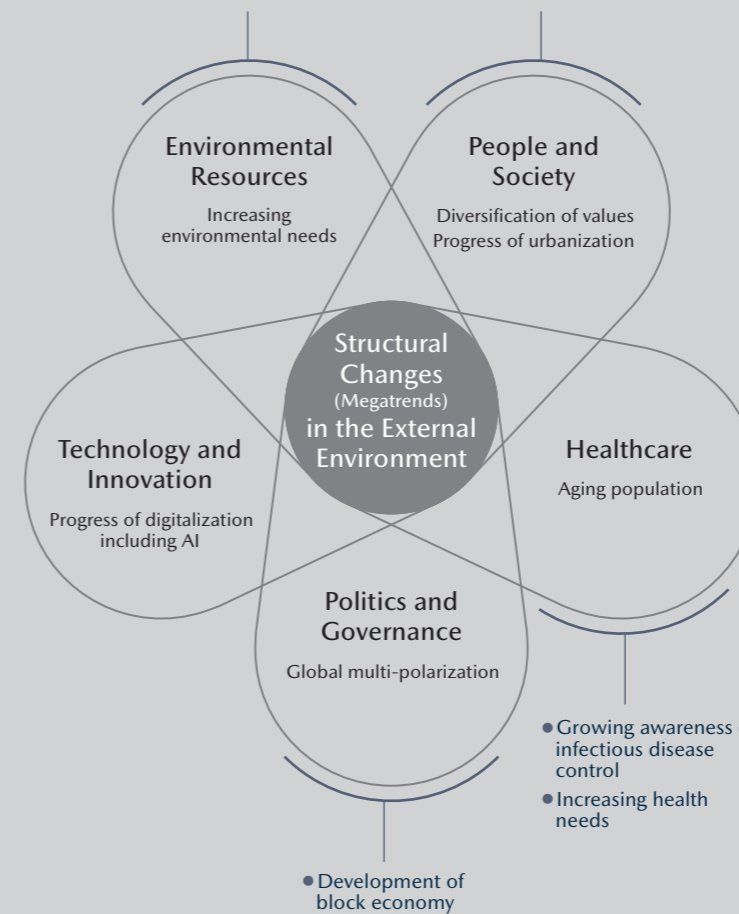 Environmental
Resources
Increasing
environmental needs
People and
Society
Diversification of values
Progress of urbanization
Structural
Changes
(Megatrends)
in the External
Environment
Technology and
Innovation
Progress of digitalization
including AI
Healthcare
Aging population
Politics and
Governance
Global multi-polarization
● Growing awareness
infectious disease
control
● Increasing health
needs
● Development of
block economy